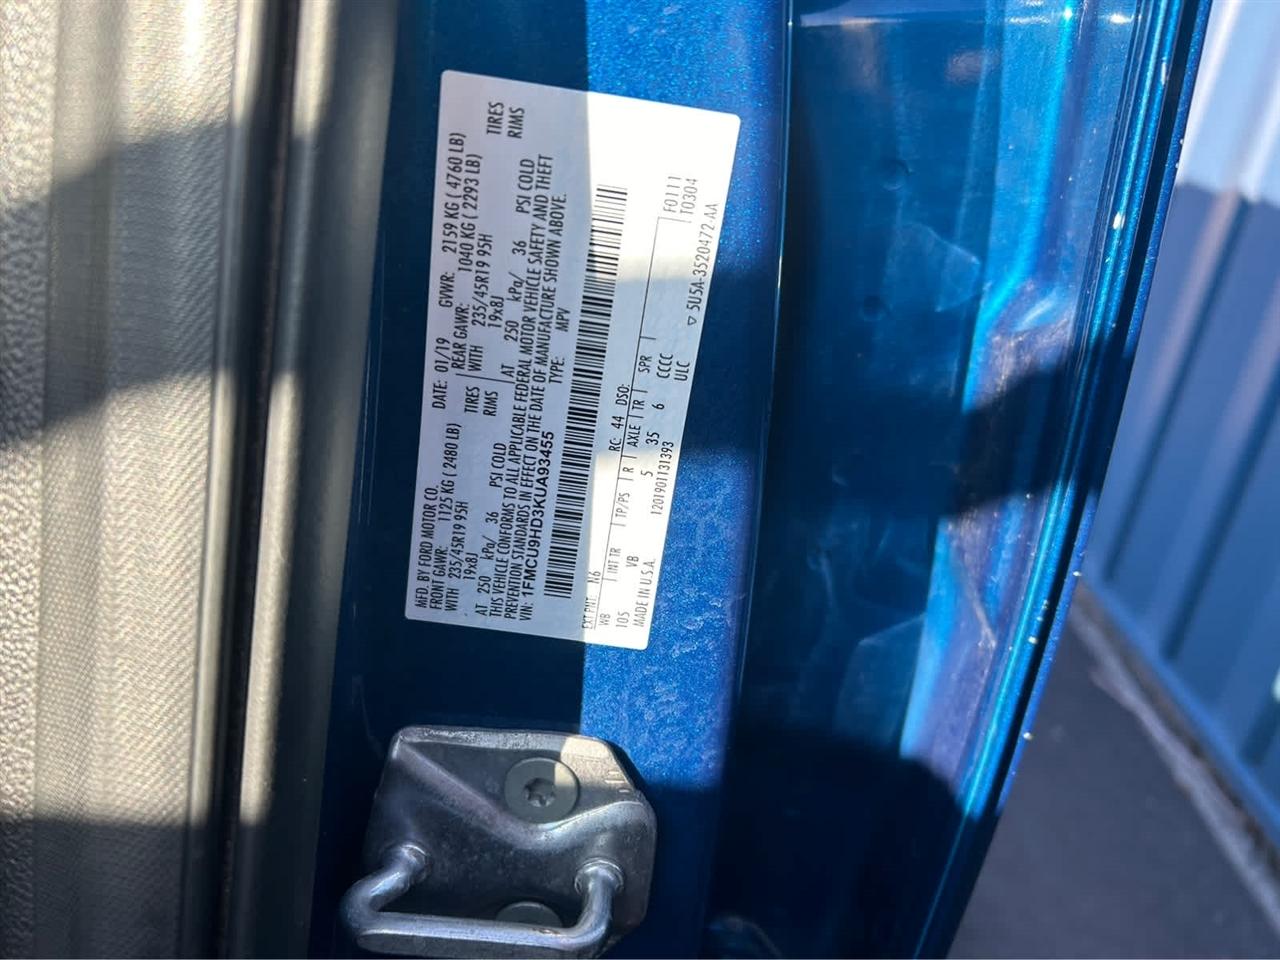 MFD. BY FORD MOTOR CO.
DATE: 01/19 GVWR: 2159 KG ( 4760 LB)
FRONT GAWR: 1125 KG ( 2480 LB)
REAR GAWR: 1040 KG ( 2293 LB)
WITH 235/45R19 95H TIRES
WITH 235/45R19 95H TIRES
19x8J RIMS
19x8J RIMS
AT 250 kPa/ 36 PSI COLD
AT 250 kPa/ 36 PSI COLD
THIS VEHICLE CONFORMS TO ALL APPLICABLE FEDERAL MOTOR VEHICLE SAFETY AND THEFT
PREVENTION STANDARDS IN EFFECT ON THE DATE OF MANUFACTURE SHOWN ABOVE.
VIN: 1FMCU9HD3KUA93455 TYPE: MPV
EXT PNT: N6 RC: 44 DSO: F0111
WB INT TR TP/PS R AXLE TR SPR T0304
105 VB 5 35 6 CCCC
MADE IN U.S.A. 1201901131393 ULC ▽ 5U5A-3520472-AA